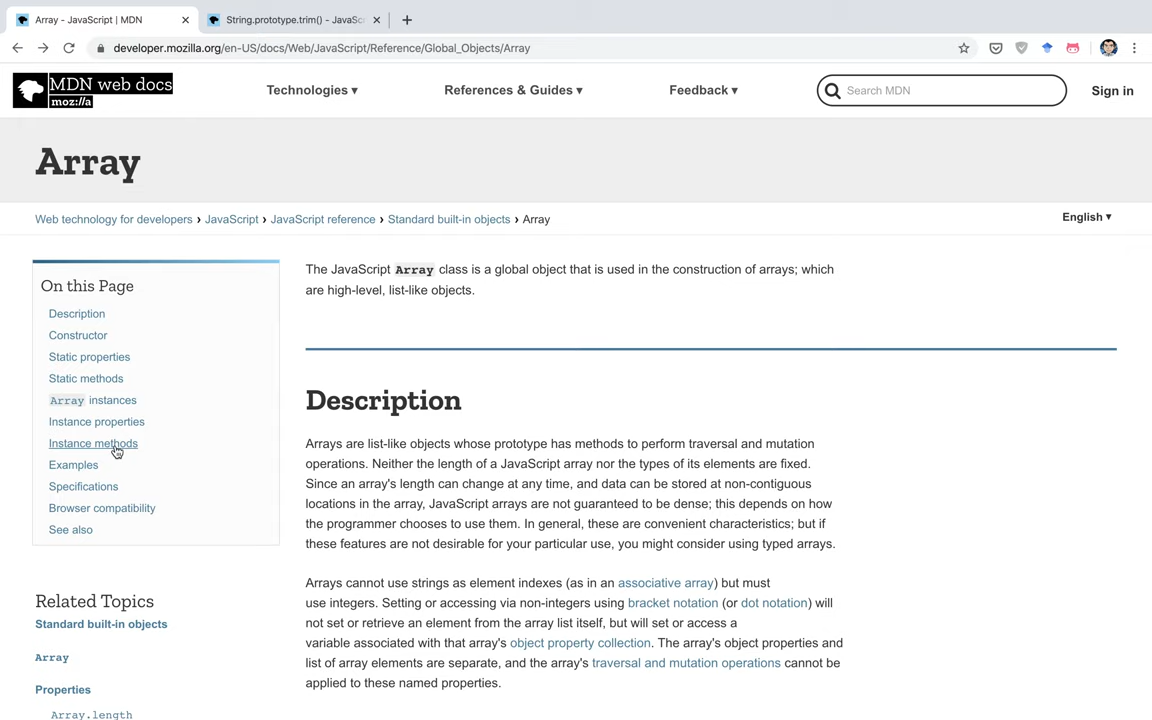 Array - JavaScript | MDN
String.prototype.trim() - JavaSc
developer.mozilla.org/en-US/docs/Web/JavaScript/Reference/Global_Objects/Array
MDN web docs
moz://a
Technologies ▾
References & Guides ▾
Feedback ▾
Search MDN
Sign in
Array
Web technology for developers › JavaScript › JavaScript reference › Standard built-in objects › Array
English ▾
On this Page
Description
Constructor
Static properties
Static methods
Array instances
Instance properties
Instance methods
Examples
Specifications
Browser compatibility
See also
Related Topics
Standard built-in objects
Array
Properties
Array.length
The JavaScript Array class is a global object that is used in the construction of arrays; which
are high-level, list-like objects.
Description
Arrays are list-like objects whose prototype has methods to perform traversal and mutation
operations. Neither the length of a JavaScript array nor the types of its elements are fixed.
Since an array's length can change at any time, and data can be stored at non-contiguous
locations in the array, JavaScript arrays are not guaranteed to be dense; this depends on how
the programmer chooses to use them. In general, these are convenient characteristics; but if
these features are not desirable for your particular use, you might consider using typed arrays.
Arrays cannot use strings as element indexes (as in an associative array) but must
use integers. Setting or accessing via non-integers using bracket notation (or dot notation) will
not set or retrieve an element from the array list itself, but will set or access a
variable associated with that array's object property collection. The array's object properties and
list of array elements are separate, and the array's traversal and mutation operations cannot be
applied to these named properties.